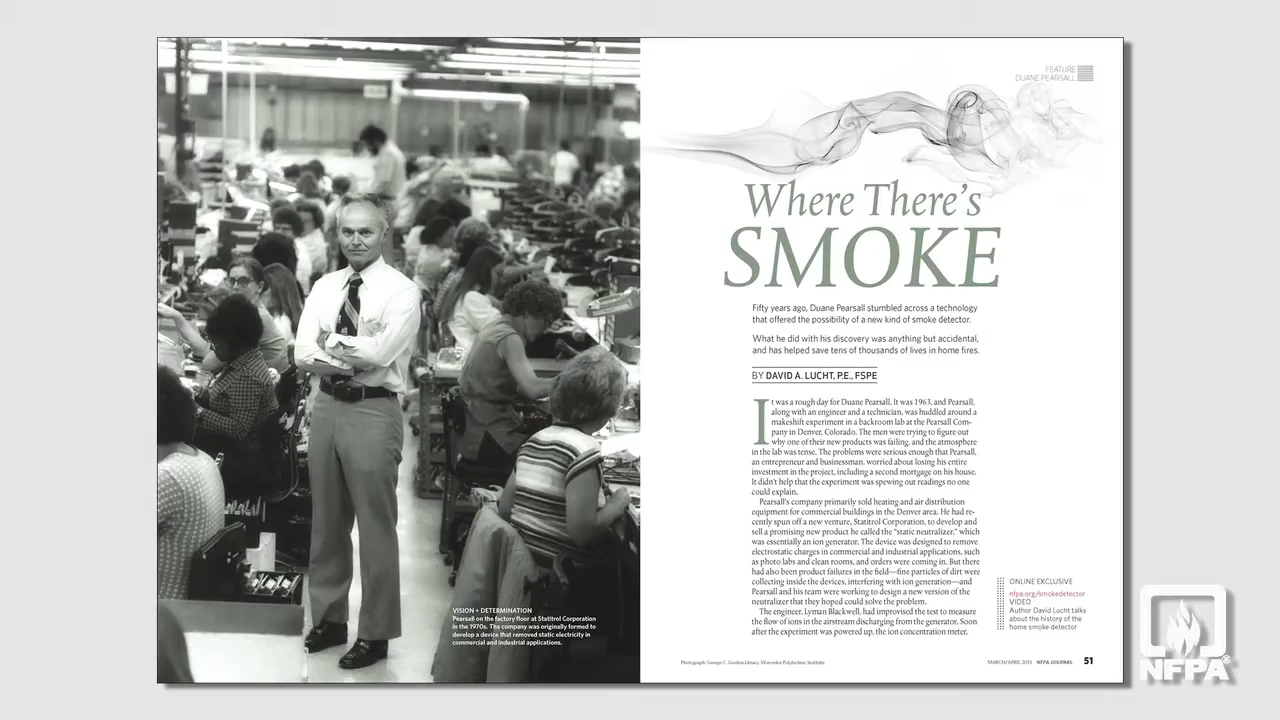 VISION + DETERMINATION
Pearsall on the factory floor at Statitrol Corporation
in the 1970s. The company was originally formed to
develop a device that removed static electricity in
commercial and industrial applications.
FEATURE
DUANE PEARSALL
Where There's
SMOKE
Fifty years ago, Duane Pearsall stumbled across a technology
that offered the possibility of a new kind of smoke detector.
What he did with his discovery was anything but accidental,
and has helped save tens of thousands of lives in home fires.
BY DAVID A. LUCHT, P.E., FSPE
It was a rough day for Duane Pearsall. It was 1963, and Pearsall,
along with an engineer and a technician, was huddled around a
makeshift experiment in a backroom lab at the Pearsall Com-
pany in Denver, Colorado. The men were trying to figure out
why one of their new products was failing, and the atmosphere
in the lab was tense. The problems were serious enough that Pearsall,
an entrepreneur and businessman, worried about losing his entire
investment in the project, including a second mortgage on his house.
It didn't help that the experiment was spewing out readings no one
could explain.
Pearsall's company primarily sold heating and air distribution
equipment for commercial buildings in the Denver area. He had re-
cently spun off a new venture, Statitrol Corporation, to develop and
sell a promising new product he called the "static neutralizer," which
was essentially an ion generator. The device was designed to remove
electrostatic charges in commercial and industrial applications, such
as photo labs and clean rooms, and orders were coming in. But there
had also been product failures in the field—fine particles of dirt were
collecting inside the devices, interfering with ion generation—and
Pearsall and his team were working to design a new version of the
neutralizer that they hoped could solve the problem.
The engineer, Lyman Blackwell, had improvised the test to measure
the flow of ions in the airstream discharging from the generator. Soon
after the experiment was powered up, the ion concentration meter,
ONLINE EXCLUSIVE
nfpa.org/smokedetector
VIDEO
Author David Lucht talks
about the history of the
home smoke detector
Photograph: George C. Gordon Library, Worcester Polytechnic Institute
MARCH/APRIL 2013 NFPA JOURNAL 51
NFPA®